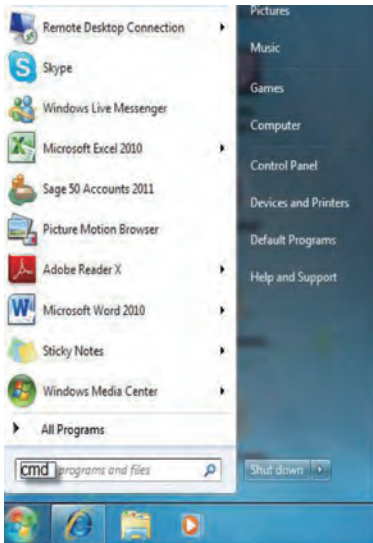 Remote Desktop Connection
Skype
Windows Live Messenger
Microsoft Excel 2010
Sage 50 Accounts 2011
Picture Motion Browser
Adobe Reader X
Microsoft Word 2010
Sticky Notes
Windows Media Center
All Programs
cmd programs and files
Pictures
Music
Games
Computer
Control Panel
Devices and Printers
Default Programs
Help and Support
Shut down